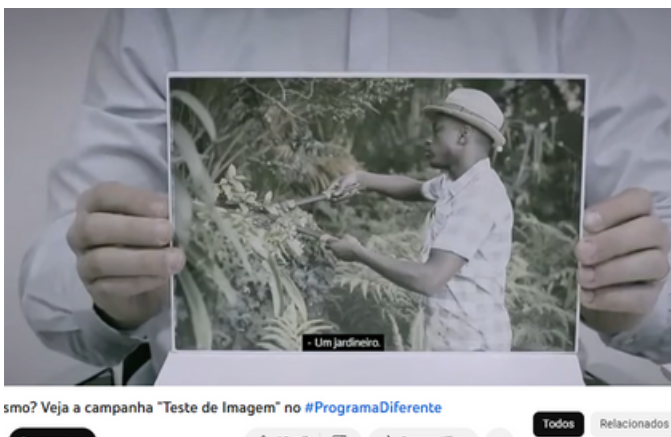 - Um jardineiro.
smo? Veja a campanha "Teste de Imagem" no #ProgramaDiferente
Todos
Relacionados